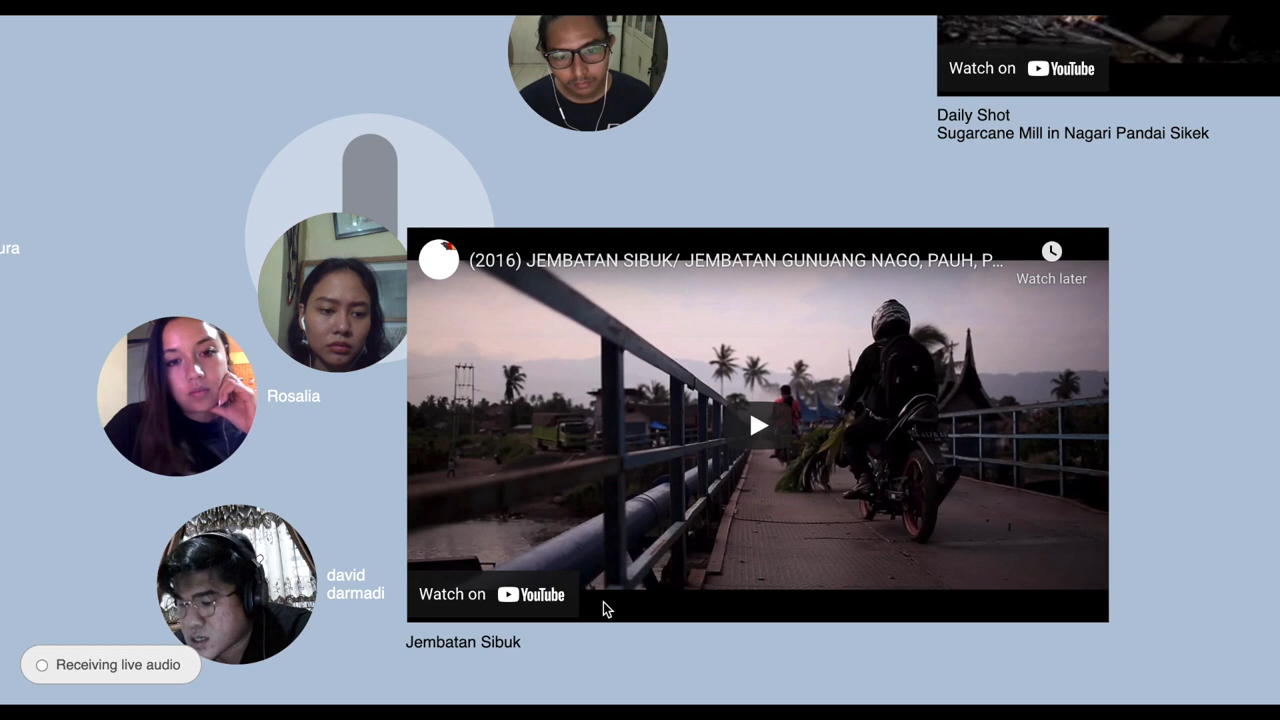 Watch on YouTube
Daily Shot
Sugarcane Mill in Nagari Pandai Sikek
ura
(2016) JEMBATAN SIBUK/ JEMBATAN GUNUANG NAGO, PAUH, P...
Watch later
Rosalia
david
darmadi
Watch on YouTube
Jembatan Sibuk
Receiving live audio